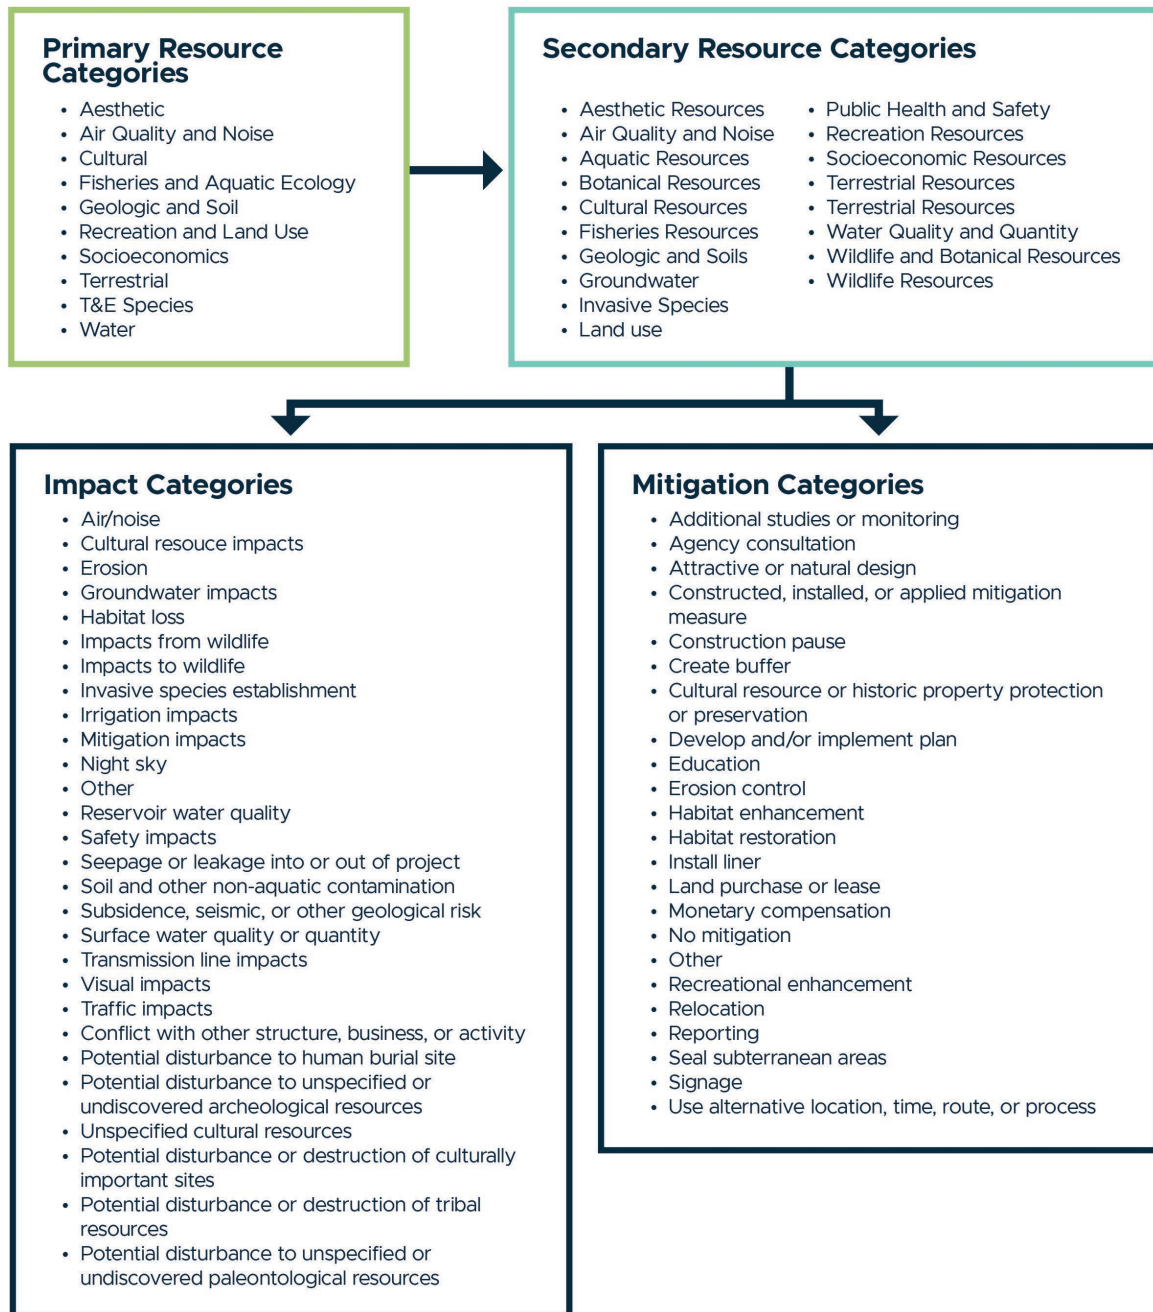 Primary Resource
Categories
• Aesthetic
• Air Quality and Noise
• Cultural
• Fisheries and Aquatic Ecology
• Geologic and Soil
• Recreation and Land Use
• Socioeconomics
• Terrestrial
• T&E Species
• Water
Secondary Resource Categories
• Aesthetic Resources
• Air Quality and Noise
• Aquatic Resources
• Botanical Resources
• Cultural Resources
• Fisheries Resources
• Geologic and Soils
• Groundwater
• Invasive Species
• Land use
• Public Health and Safety
• Recreation Resources
• Socioeconomic Resources
• Terrestrial Resources
• Terrestrial Resources
• Water Quality and Quantity
• Wildlife and Botanical Resources
• Wildlife Resources
Impact Categories
• Air/noise
• Cultural resouce impacts
• Erosion
• Groundwater impacts
• Habitat loss
• Impacts from wildlife
• Impacts to wildlife
• Invasive species establishment
• Irrigation impacts
• Mitigation impacts
• Night sky
• Other
• Reservoir water quality
• Safety impacts
• Seepage or leakage into or out of project
• Soil and other non-aquatic contamination
• Subsidence, seismic, or other geological risk
• Surface water quality or quantity
• Transmission line impacts
• Visual impacts
• Traffic impacts
• Conflict with other structure, business, or activity
• Potential disturbance to human burial site
• Potential disturbance to unspecified or
undiscovered archeological resources
• Unspecified cultural resources
• Potential disturbance or destruction of culturally
important sites
• Potential disturbance or destruction of tribal
resources
• Potential disturbance to unspecified or
undiscovered paleontological resources
Mitigation Categories
• Additional studies or monitoring
• Agency consultation
• Attractive or natural design
• Constructed, installed, or applied mitigation
measure
• Construction pause
• Create buffer
• Cultural resource or historic property protection
or preservation
• Develop and/or implement plan
• Education
• Erosion control
• Habitat enhancement
• Habitat restoration
• Install liner
• Land purchase or lease
• Monetary compensation
• No mitigation
• Other
• Recreational enhancement
• Relocation
• Reporting
• Seal subterranean areas
• Signage
• Use alternative location, time, route, or process